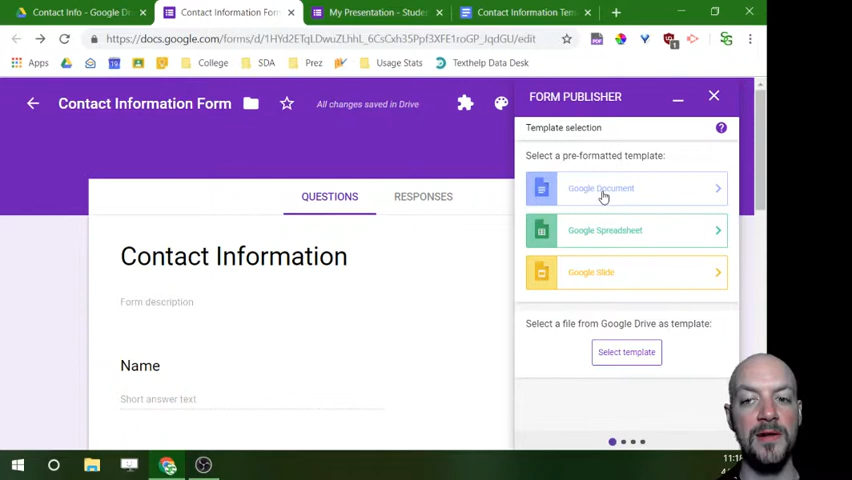 Contact Info - Google Dri
Contact Information Form
My Presentation - Stude
Contact Information Tem
https://docs.google.com/forms/d/1HYd2ETqLDwuZLhhL_6CsCxh35Ppf3XFE1roGP_JqdGU/edit
Apps
College
SDA
Prez
Usage Stats
Texthelp Data Desk
Contact Information Form
All changes saved in Drive
FORM PUBLISHER
Template selection
Select a pre-formatted template:
Google Document
Google Spreadsheet
Google Slide
Select a file from Google Drive as template:
Select template
QUESTIONS
RESPONSES
Contact Information
Form description
Name
Short answer text